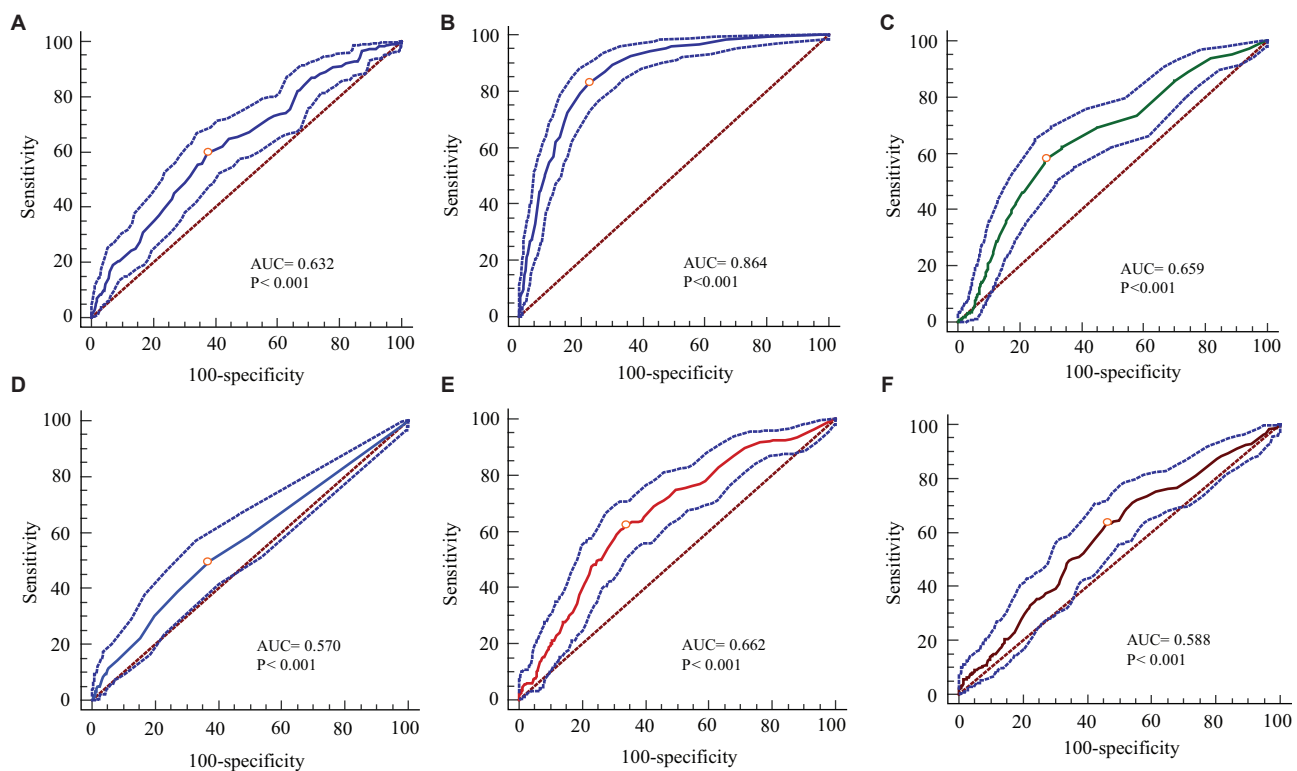 A
100
80
60
40
20
0
Sensitivity
AUC= 0.632
P< 0.001
0 20 40 60 80 100
100-specificity
B
100
80
60
40
20
0
Sensitivity
AUC= 0.864
P<0.001
0 20 40 60 80 100
100-specificity
C
100
80
60
40
20
0
Sensitivity
AUC= 0.659
P<0.001
0 20 40 60 80 100
100-specificity
D
100
80
60
40
20
0
Sensitivity
AUC= 0.570
P< 0.001
0 20 40 60 80 100
100-specificity
E
100
80
60
40
20
0
Sensitivity
AUC= 0.662
P< 0.001
0 20 40 60 80 100
100-specificity
F
100
80
60
40
20
0
Sensitivity
AUC= 0.588
P< 0.001
0 20 40 60 80 100
100-specificity